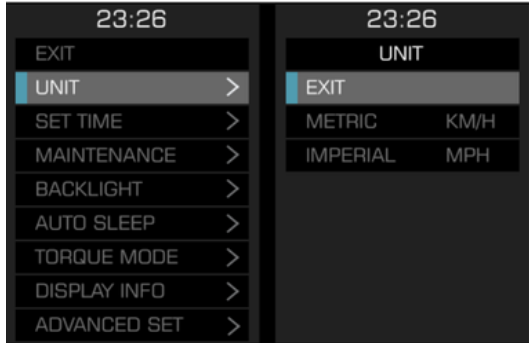 23:26
EXIT
UNIT >
SET TIME >
MAINTENANCE >
BACKLIGHT >
AUTO SLEEP >
TORQUE MODE >
DISPLAY INFO >
ADVANCED SET >
23:26
UNIT
EXIT
METRIC KM/H
IMPERIAL MPH